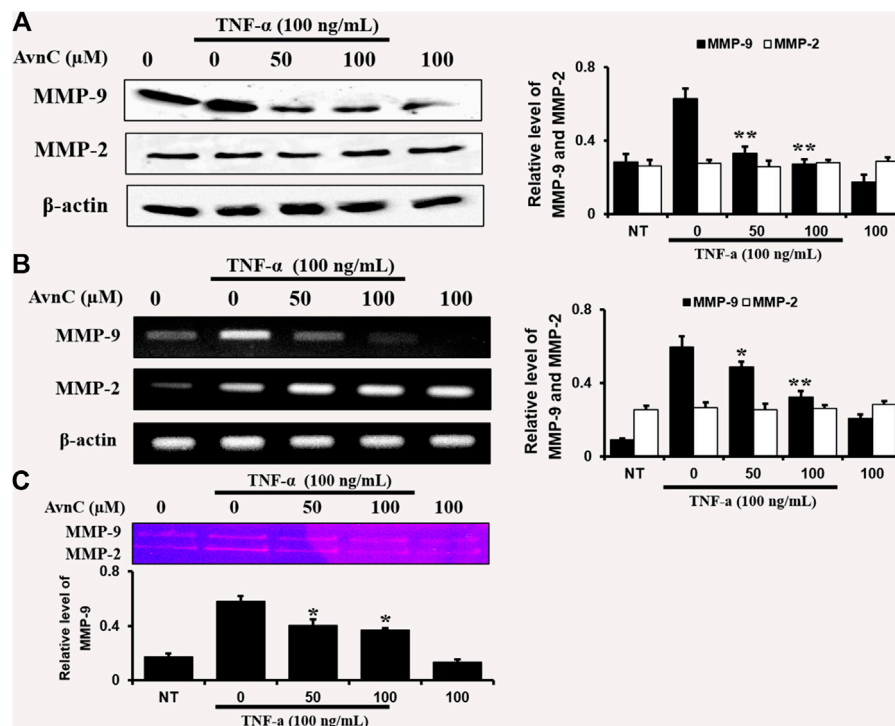 A
TNF-α (100 ng/mL)
AvnC (μM) 0 0 50 100 100
MMP-9
MMP-2
β-actin
MMP-9 MMP-2
Relative level of
MMP-9 and MMP-2
0.8
0.4
0
** **
NT 0 50 100 100
TNF-a (100 ng/mL)
B
TNF-α (100 ng/mL)
AvnC (μM) 0 0 50 100 100
MMP-9
MMP-2
β-actin
MMP-9 MMP-2
Relative level of
MMP-9 and MMP-2
0.8
0.4
0
* **
NT 0 50 100 100
TNF-a (100 ng/mL)
C
TNF-α (100 ng/mL)
AvnC (μM) 0 0 50 100 100
MMP-9
MMP-2
Relative level of
MMP-9
0.8
0.4
0
* *
NT 0 50 100 100
TNF-a (100 ng/mL)